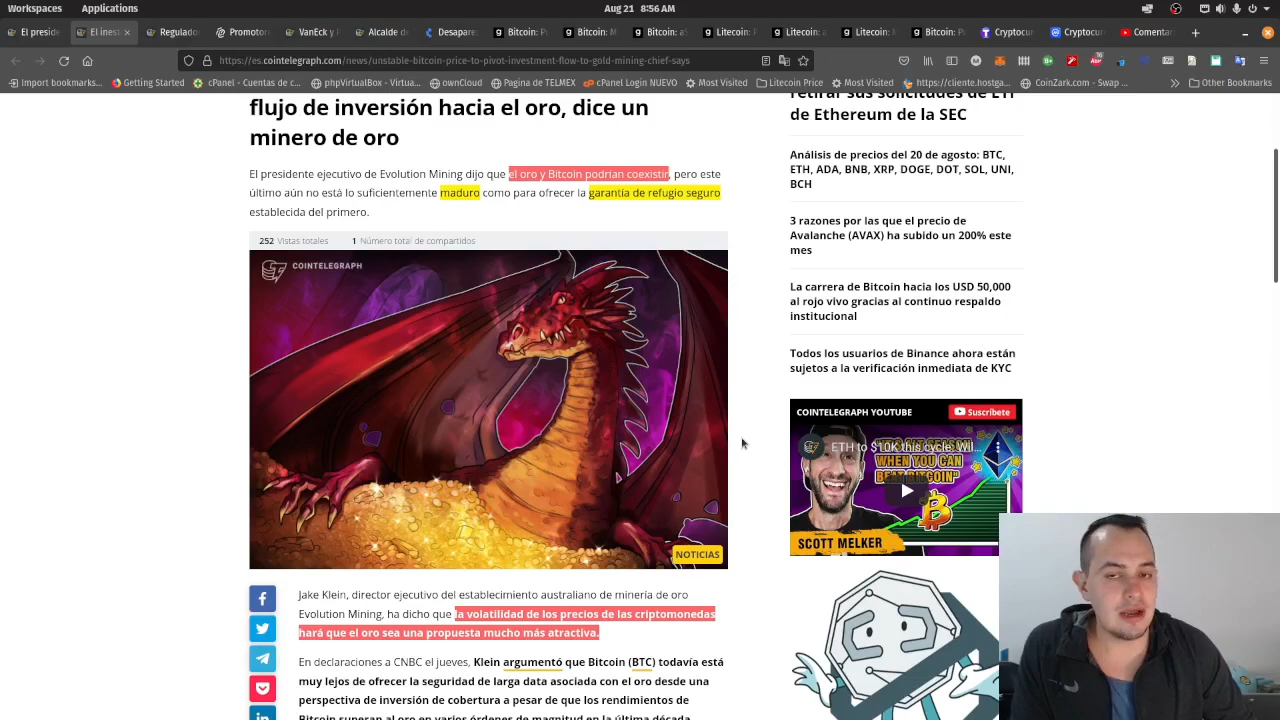 Workspaces
Applications
Aug 21 8:56 AM
El preside
El inest
Regulador
Promotor
VanEck y
Alcalde de
Desapare
Bitcoin: P
Bitcoin: M
Bitcoin: aS
Litecoin: F
Litecoin: a
Litecoin: M
Litecoin: F
Cryptocur
Cryptocur
Comentar
https://es.cointelegraph.com/news/unstable-bitcoin-price-to-pivot-investment-flow-to-gold-mining-chief-says
Import bookmarks...
Getting Started
cPanel - Cuentas de c...
phpVirtualBox - Virtua...
ownCloud
Pagina de TELMEX
cPanel Login NUEVO
Most Visited
Litecoin Price
Most Visited
https://cliente.hostga...
CoinZark.com - Swap ...
Other Bookmarks
flujo de inversión hacia el oro, dice un
minero de oro
El presidente ejecutivo de Evolution Mining dijo que el oro y Bitcoin podrían coexistir, pero este
último aún no está lo suficientemente maduro como para ofrecer la garantía de refugio seguro
establecida del primero.
252 Vistas totales
1 Número total de compartidos
COINTELEGRAPH
NOTICIAS
Jake Klein, director ejecutivo del establecimiento australiano de minería de oro
Evolution Mining, ha dicho que la volatilidad de los precios de las criptomonedas
hará que el oro sea una propuesta mucho más atractiva.
En declaraciones a CNBC el jueves, Klein argumentó que Bitcoin (BTC) todavía está
muy lejos de ofrecer la seguridad de larga data asociada con el oro desde una
perspectiva de inversión de cobertura a pesar de que los rendimientos de
Bitcoin superan al oro en varios órdenes de magnitud en la última década.
retirar sus solicitudes de ETF
de Ethereum de la SEC
Análisis de precios del 20 de agosto: BTC,
ETH, ADA, BNB, XRP, DOGE, DOT, SOL, UNI,
BCH
3 razones por las que el precio de
Avalanche (AVAX) ha subido un 200% este
mes
La carrera de Bitcoin hacia los USD 50,000
al rojo vivo gracias al continuo respaldo
institucional
Todos los usuarios de Binance ahora están
sujetos a la verificación inmediata de KYC
COINTELEGRAPH YOUTUBE
Suscríbete
ETH to $10K this cycle: Wil...
WHEN YOU CAN
BEAT BITCOIN"
SCOTT MELKER